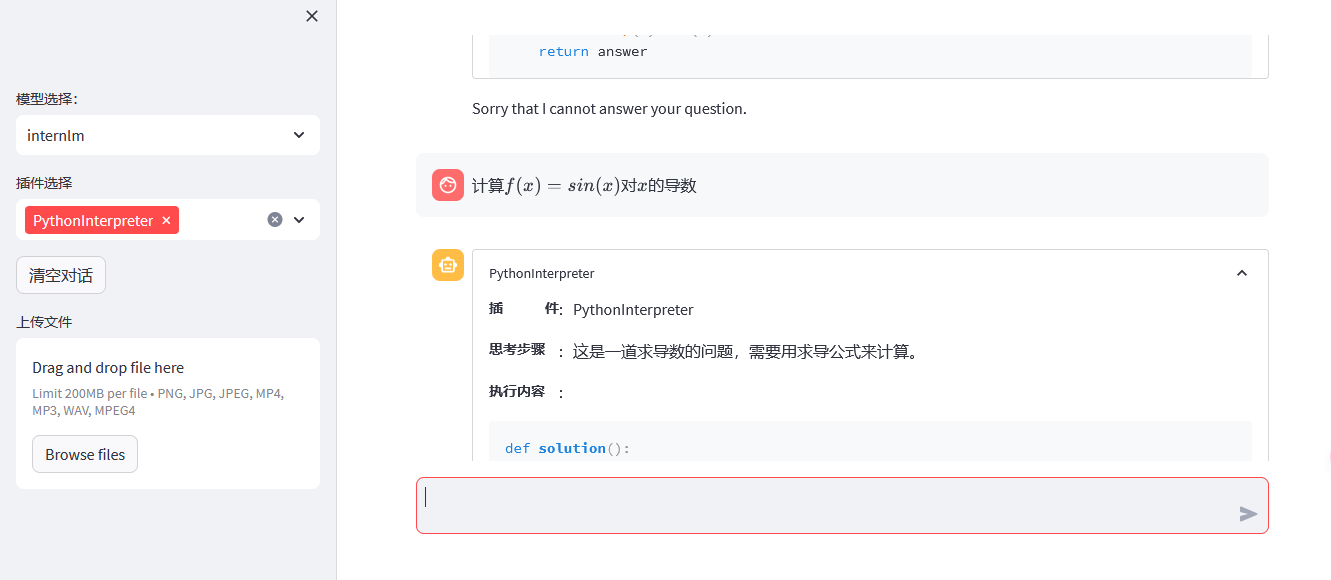 模型选择：
internlm
插件选择
PythonInterpreter ×
清空对话
上传文件
Drag and drop file here
Limit 200MB per file • PNG, JPG, JPEG, MP4,
MP3, WAV, MPEG4
Browse files
return answer
Sorry that I cannot answer your question.
计算f(x) = sin(x)对x的导数
PythonInterpreter
插 件： PythonInterpreter
思考步骤 ：这是一道求导数的问题，需要用求导公式来计算。
执行内容 ：
def solution():